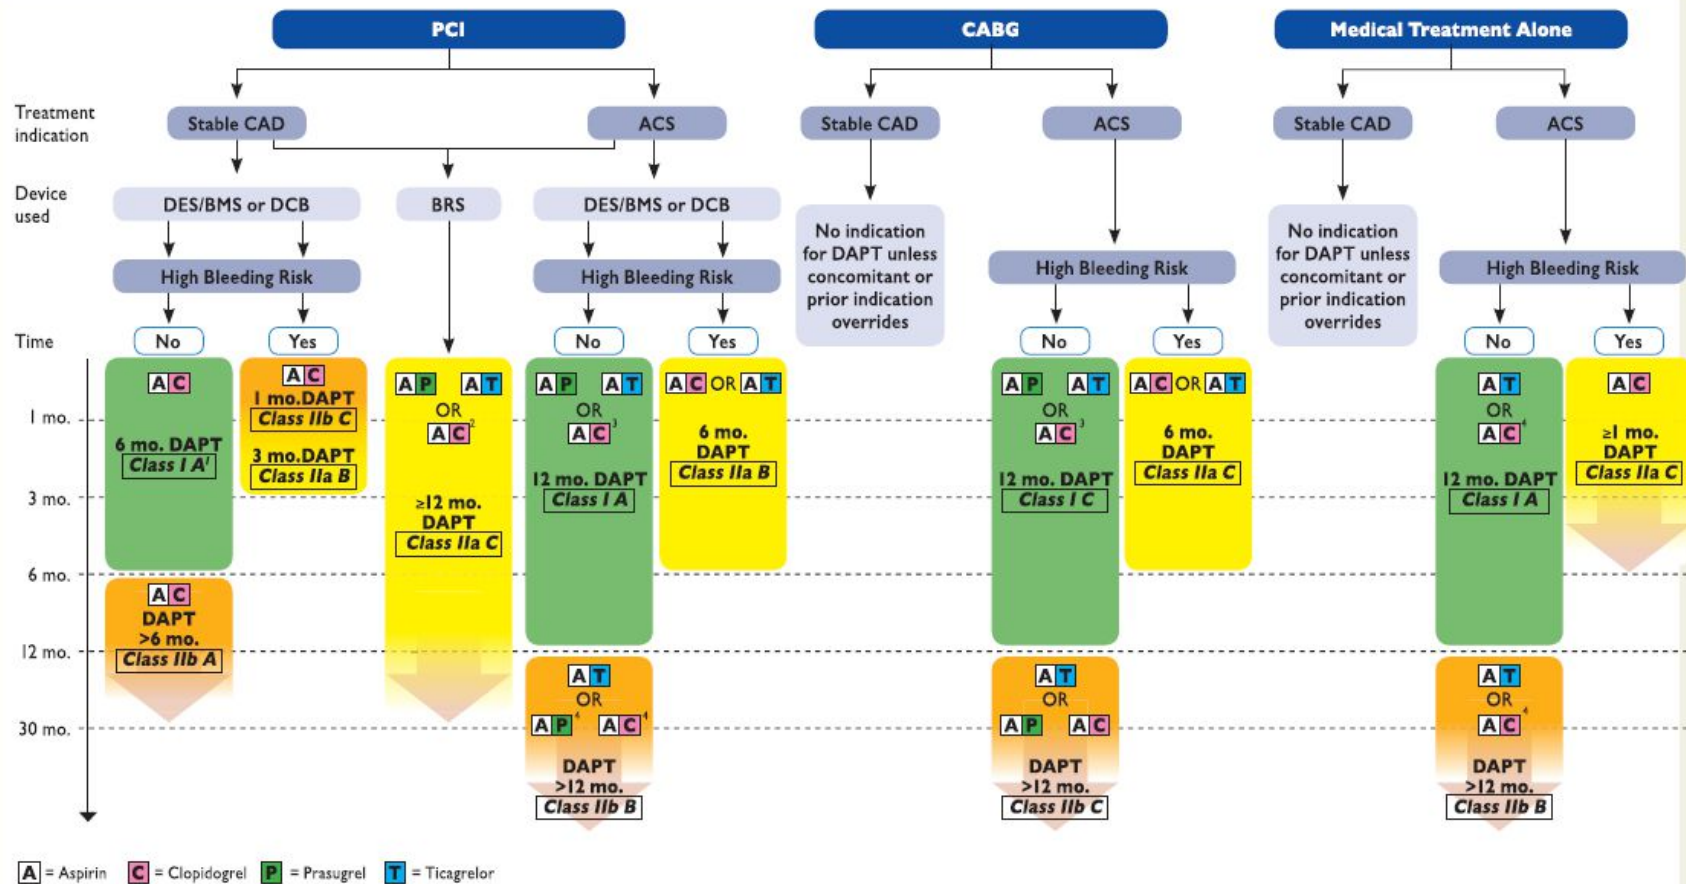 PCI
CABG
Medical Treatment Alone
Treatment
indication
Stable CAD
ACS
Stable CAD
ACS
Stable CAD
ACS
Device
used
DES/BMS or DCB
BRS
DES/BMS or DCB
No indication
for DAPT unless
concomitant or
prior indication
overrides
No indication
for DAPT unless
concomitant or
prior indication
overrides
High Bleeding Risk
High Bleeding Risk
High Bleeding Risk
High Bleeding Risk
Time
No
Yes
No
Yes
No
Yes
No
Yes
1 mo.
3 mo.
6 mo.
12 mo.
30 mo.
A C
6 mo. DAPT
Class I A1
A C
DAPT
>6 mo.
Class IIb A
A C
1 mo. DAPT
Class IIb C
3 mo. DAPT
Class IIa B
A P A T
OR
A C 2
≥12 mo.
DAPT
Class IIa C
A P A T
OR
A C 3
12 mo. DAPT
Class I A
A T
OR
A P 4 A C 4
DAPT
>12 mo.
Class IIb B
A C OR A T
6 mo.
DAPT
Class IIa B
A P A T
OR
A C 3
12 mo. DAPT
Class I C
A T
OR
A P A C
DAPT
>12 mo.
Class IIb C
A C OR A T
6 mo.
DAPT
Class IIa C
A T
OR
A C 4
12 mo. DAPT
Class I A
A T
OR
A C 4
DAPT
>12 mo.
Class IIb B
A C
≥1 mo.
DAPT
Class IIa C
A = Aspirin C = Clopidogrel P = Prasugrel T = Ticagrelor